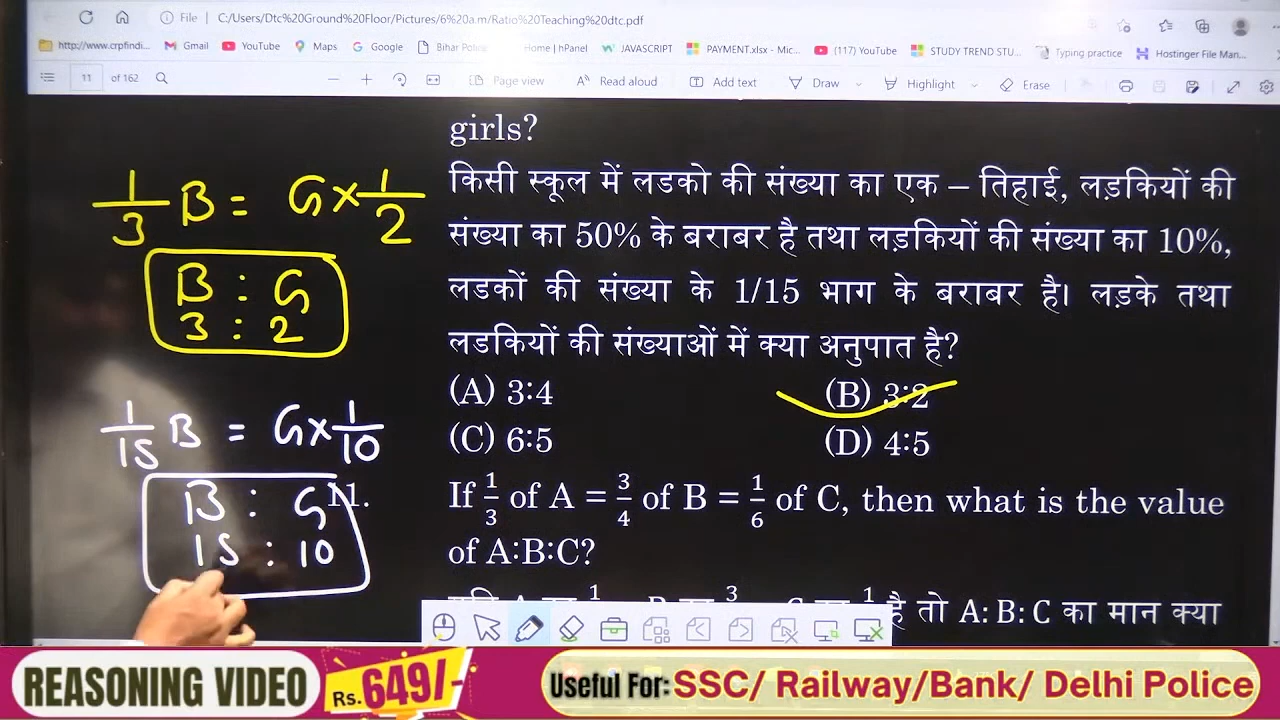 File
C:/Users/Dtc%20Ground%20Floor/Pictures/6%20a.m/Ratio%20Teaching%20dtc.pdf
http://www.crpfindi...
Gmail
YouTube
Maps
Google
Bihar Police
Home | hPanel
JAVASCRIPT
PAYMENT.xlsx - Mic...
(117) YouTube
STUDY TREND STU...
Typing practice
Hostinger File Man...
11 of 162
Page view
Read aloud
Add text
Draw
Highlight
Erase
girls?
किसी स्कूल में लडको की संख्या का एक – तिहाई, लड़कियों की
संख्या का 50% के बराबर है तथा लड़कियों की संख्या का 10%,
लडकों की संख्या के 1/15 भाग के बराबर है। लड़के तथा
लडकियों की संख्याओं में क्या अनुपात है?
(A) 3:4
(B) 3:2
(C) 6:5
(D) 4:5
11.
If 1/3 of A = 3/4 of B = 1/6 of C, then what is the value
of A:B:C?
है तो A: B: C का मान क्या
1/3 B = G×1/2
B : G
3 : 2
1/15 B = G×1/10
B : G
15 : 10
REASONING VIDEO
Rs. 649/-
Useful For: SSC/ Railway/Bank/ Delhi Police